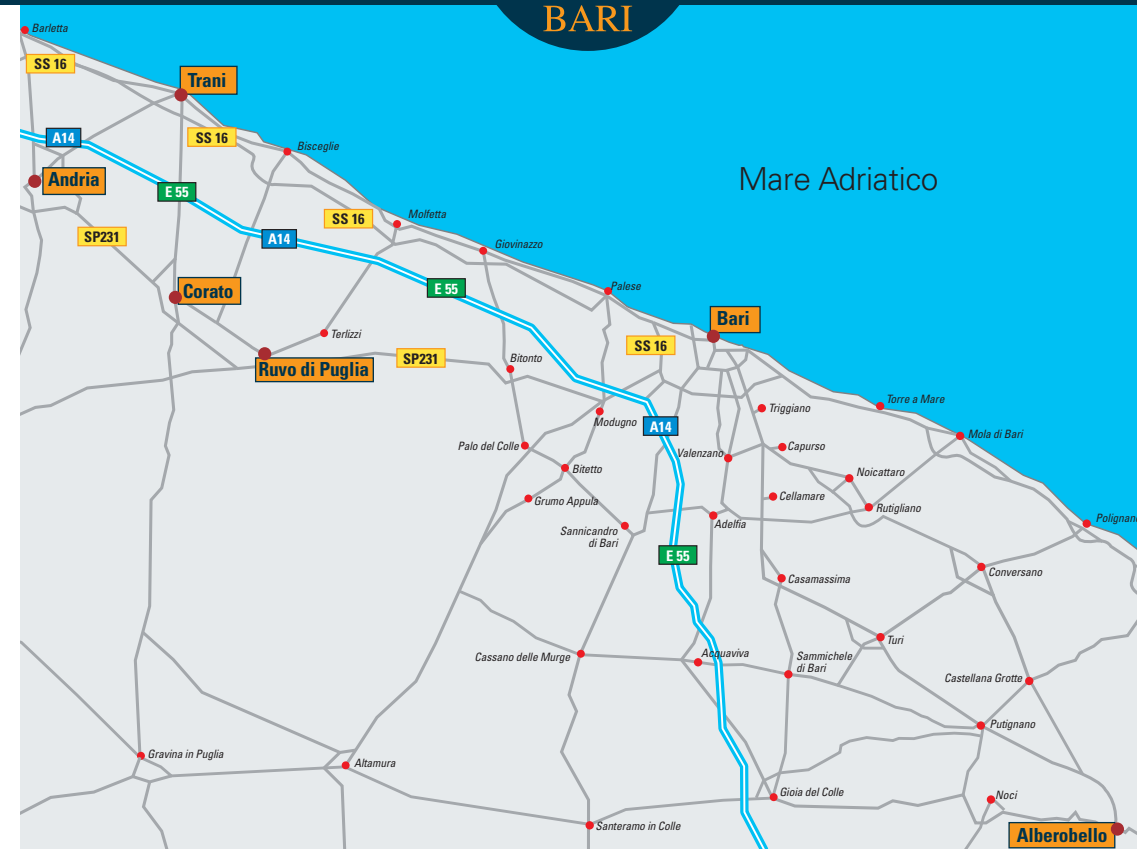 BARI
Barletta
SS 16
Trani
A14
SS 16
Bisceglie
Mare Adriatico
Andria
E 55
SS 16
Molfetta
SP231
A14
Giovinazzo
Corato
E 55
Palese
Bari
Terlizzi
SS 16
Ruvo di Puglia
SP231
Bitonto
Torre a Mare
Triggiano
Modugno
A14
Mola di Bari
Palo del Colle
Valenzano
Capurso
Bitetto
Noicattaro
Grumo Appula
Cellamare
Rutigliano
Sannicandro
di Bari
Adelfia
Polignan
E 55
Conversano
Casamassima
Turi
Cassano delle Murge
Acquaviva
Sammichele
di Bari
Castellana Grotte
Putignano
Gravina in Puglia
Altamura
Gioia del Colle
Noci
Santeramo in Colle
Alberobello